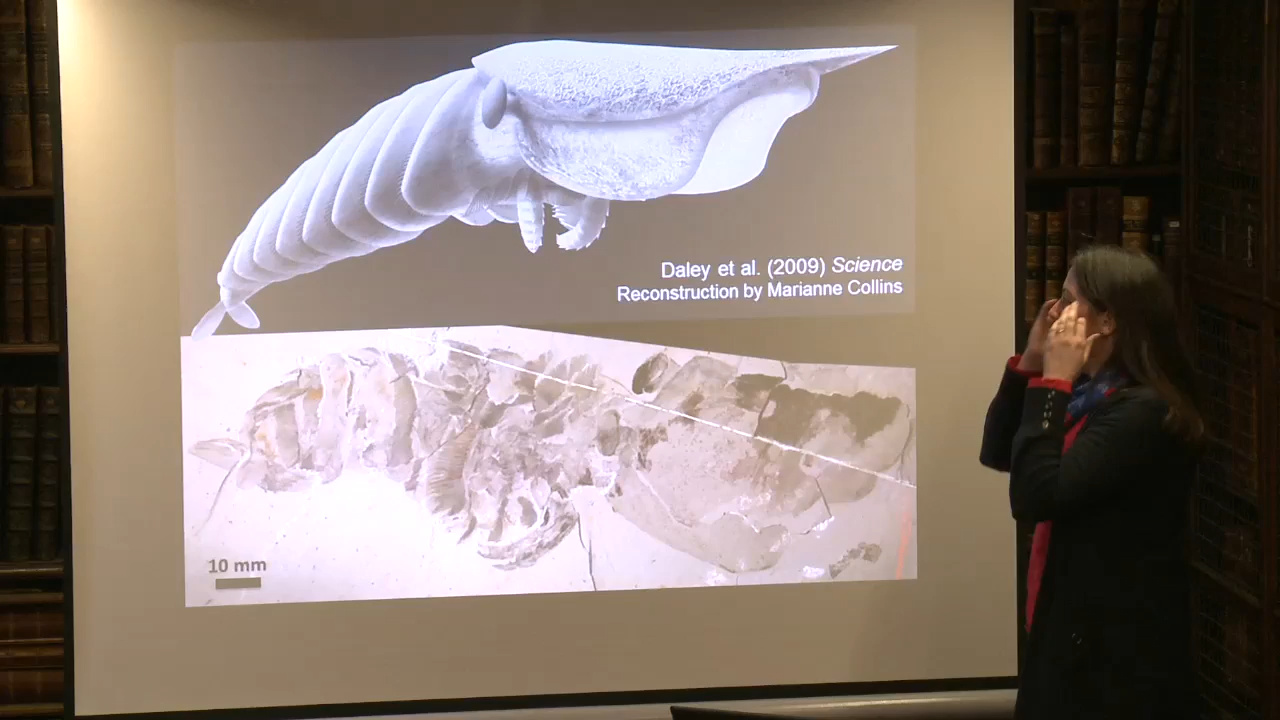 Daley et al. (2009) Science
Reconstruction by Marianne Collins
10 mm